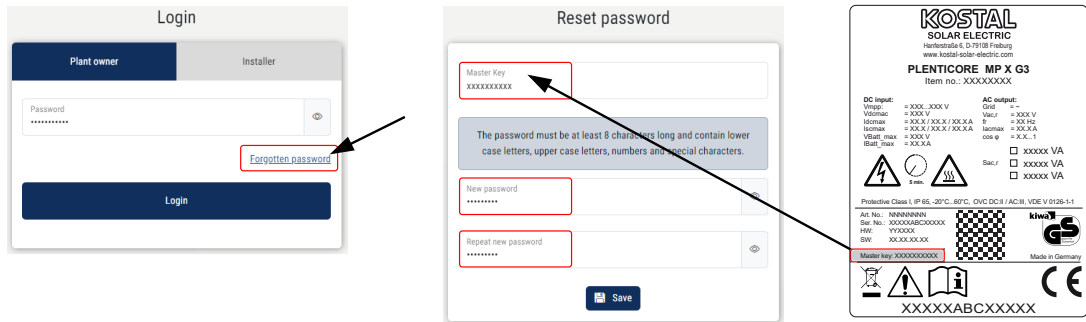 Login
Plant owner
Installer
Password
Forgotten password
Login
Reset password
Master Key
XXXXXXXXXX
The password must be at least 8 characters long and contain lower
case letters, upper case letters, numbers and special characters.
New password
Repeat new password
Save
KOSTAL
SOLAR ELECTRIC
Hanferstraße 6, D-79108 Freiburg
www.kostal-solar-electric.com
PLENTICORE MP X G3
Item no.: XXXXXXXX
DC input:
Vmpp: = XXX...XXX V
Vdcmax = XXX V
Idcmax = XX.X / XX.X / XX.X A
Iscmax = XX.X / XX.X / XX.X A
VBatt_max = XXX V
IBatt_max = XX.X A
AC output:
Grid = ~
Vac,r = XXX V
fr = XX Hz
Iacmax = XX.X A
cos φ = X.X...1
xxxxx VA
Sac,r xxxxx VA
xxxxx VA
5 min.
Protective Class I, IP 65, -20°C...60°C, OVC DC:II / AC:III, VDE V 0126-1-1
Art. No.: NNNNNNNN
Ser. No.: XXXXXABCXXXXX
HW: YYXXXX
SW: XX.XX.XX.XX
Master key: XXXXXXXXXX
kiwa
GS
Made in Germany
CE
XXXXXABCXXXXX